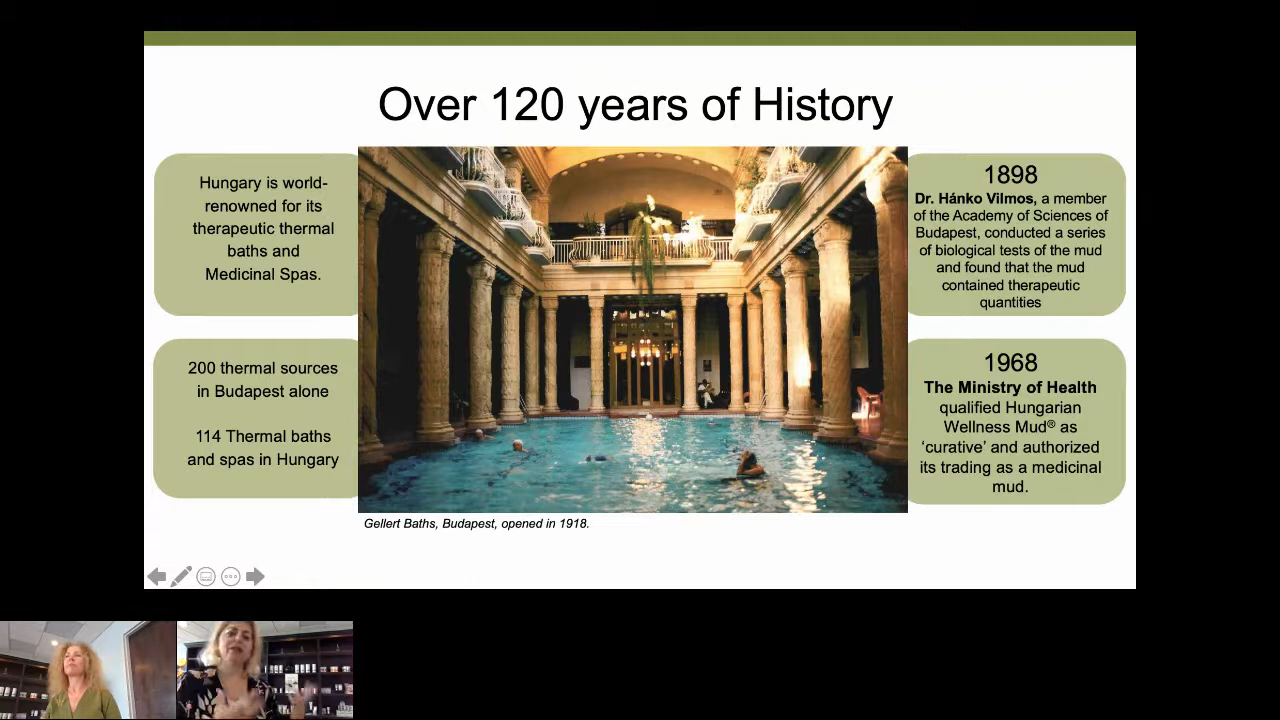 Over 120 years of History
Hungary is world-
renowned for its
therapeutic thermal
baths and
Medicinal Spas.
200 thermal sources
in Budapest alone
114 Thermal baths
and spas in Hungary
1898
Dr. Hánko Vilmos, a member
of the Academy of Sciences of
Budapest, conducted a series
of biological tests of the mud
and found that the mud
contained therapeutic
quantities
1968
The Ministry of Health
qualified Hungarian
Wellness Mud® as
‘curative’ and authorized
its trading as a medicinal
mud.
Gellert Baths, Budapest, opened in 1918.